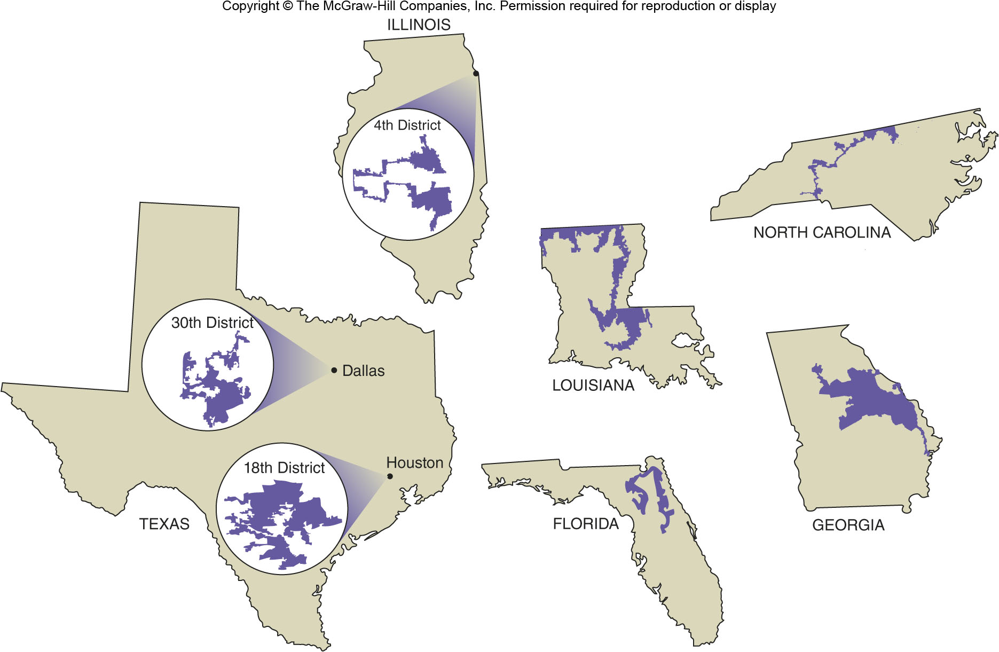 Copyright © The McGraw-Hill Companies, Inc. Permission required for reproduction or display
ILLINOIS
4th District
NORTH CAROLINA
30th District
Dallas
LOUISIANA
18th District
Houston
TEXAS
FLORIDA
GEORGIA